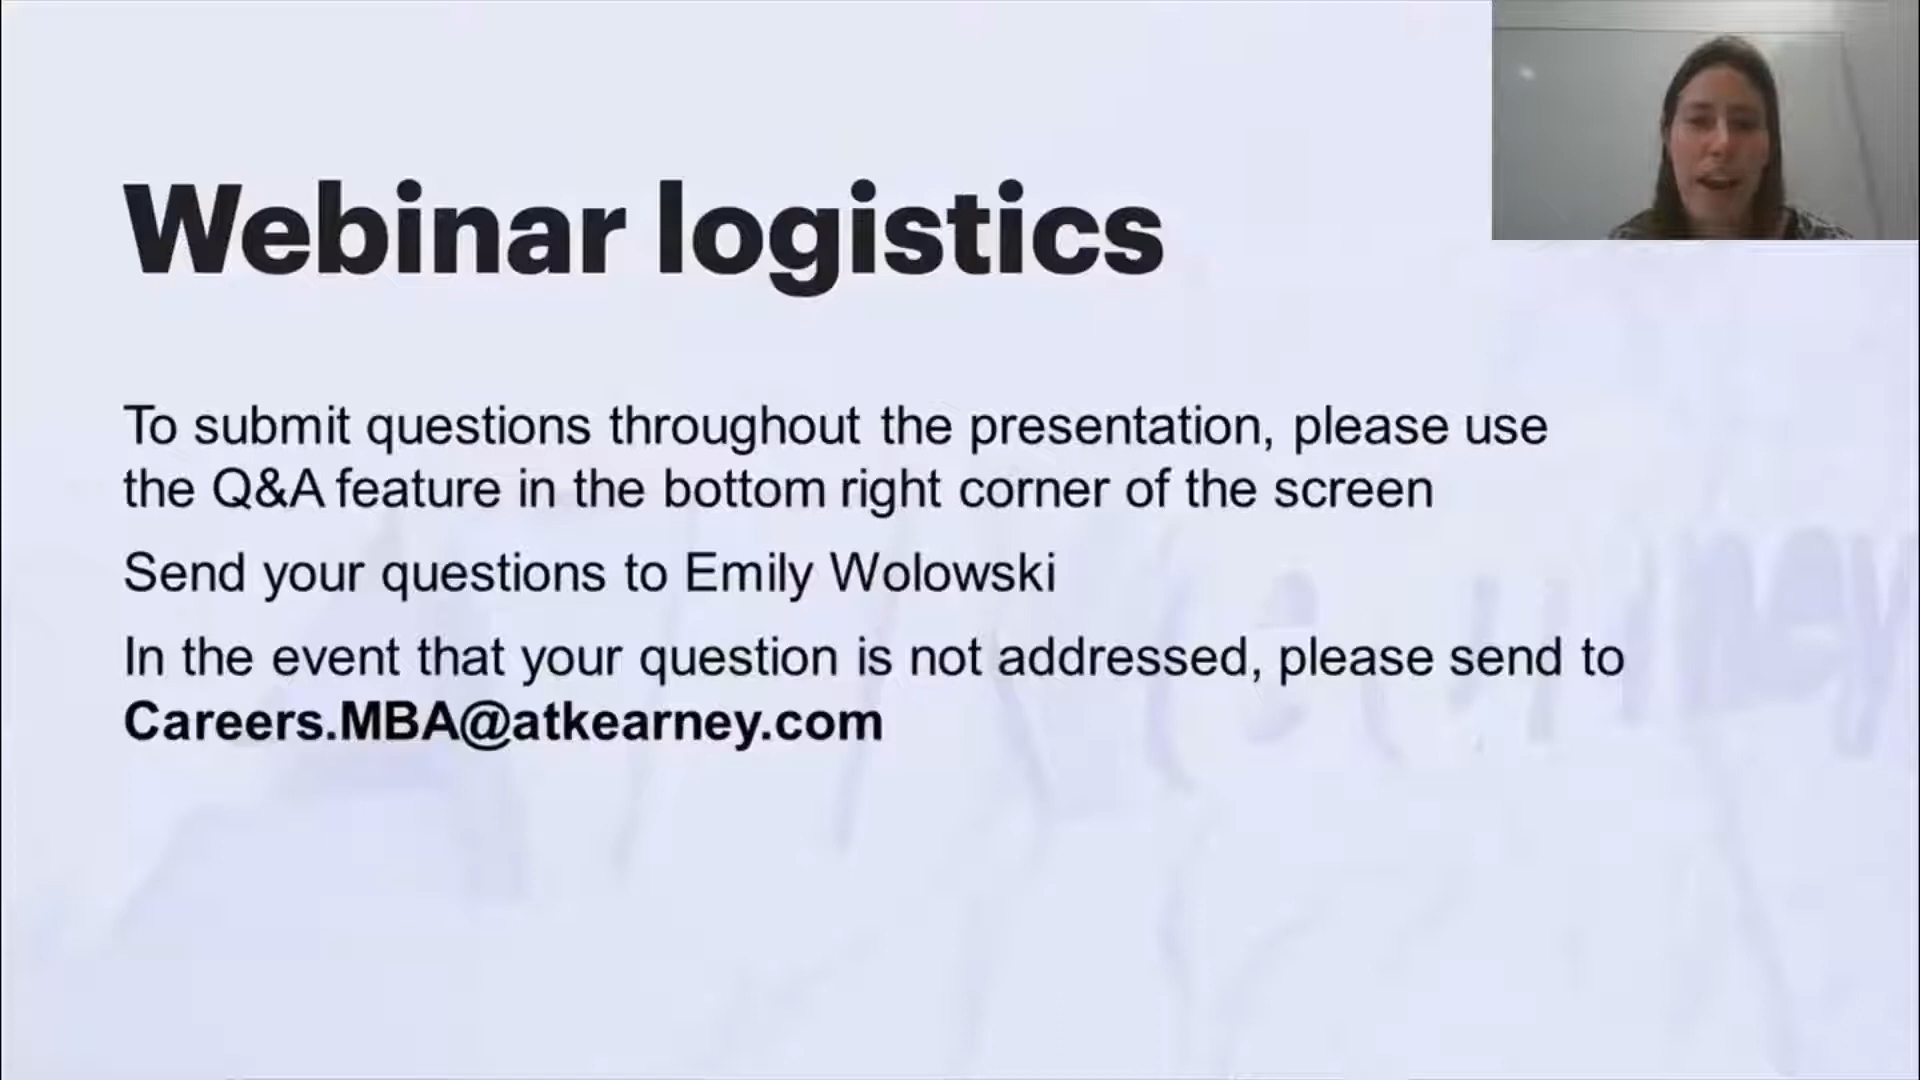 Webinar logistics
To submit questions throughout the presentation, please use
the Q&A feature in the bottom right corner of the screen
Send your questions to Emily Wolowski
In the event that your question is not addressed, please send to
Careers.MBA@atkearney.com